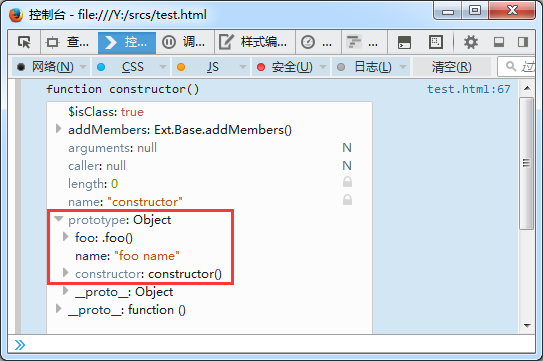 控制台 - file:///Y:/srcs/test.html
查... 控... 调... 样式编... ... ...
网络(N) CSS JS 安全(U) 日志(L) 清空(R) 过
function constructor() test.html:67
$isClass: true
addMembers: Ext.Base.addMembers()
arguments: null N
caller: null N
length: 0
name: "constructor"
prototype: Object
foo: .foo()
name: "foo name"
constructor: constructor()
__proto__: Object
__proto__: function ()